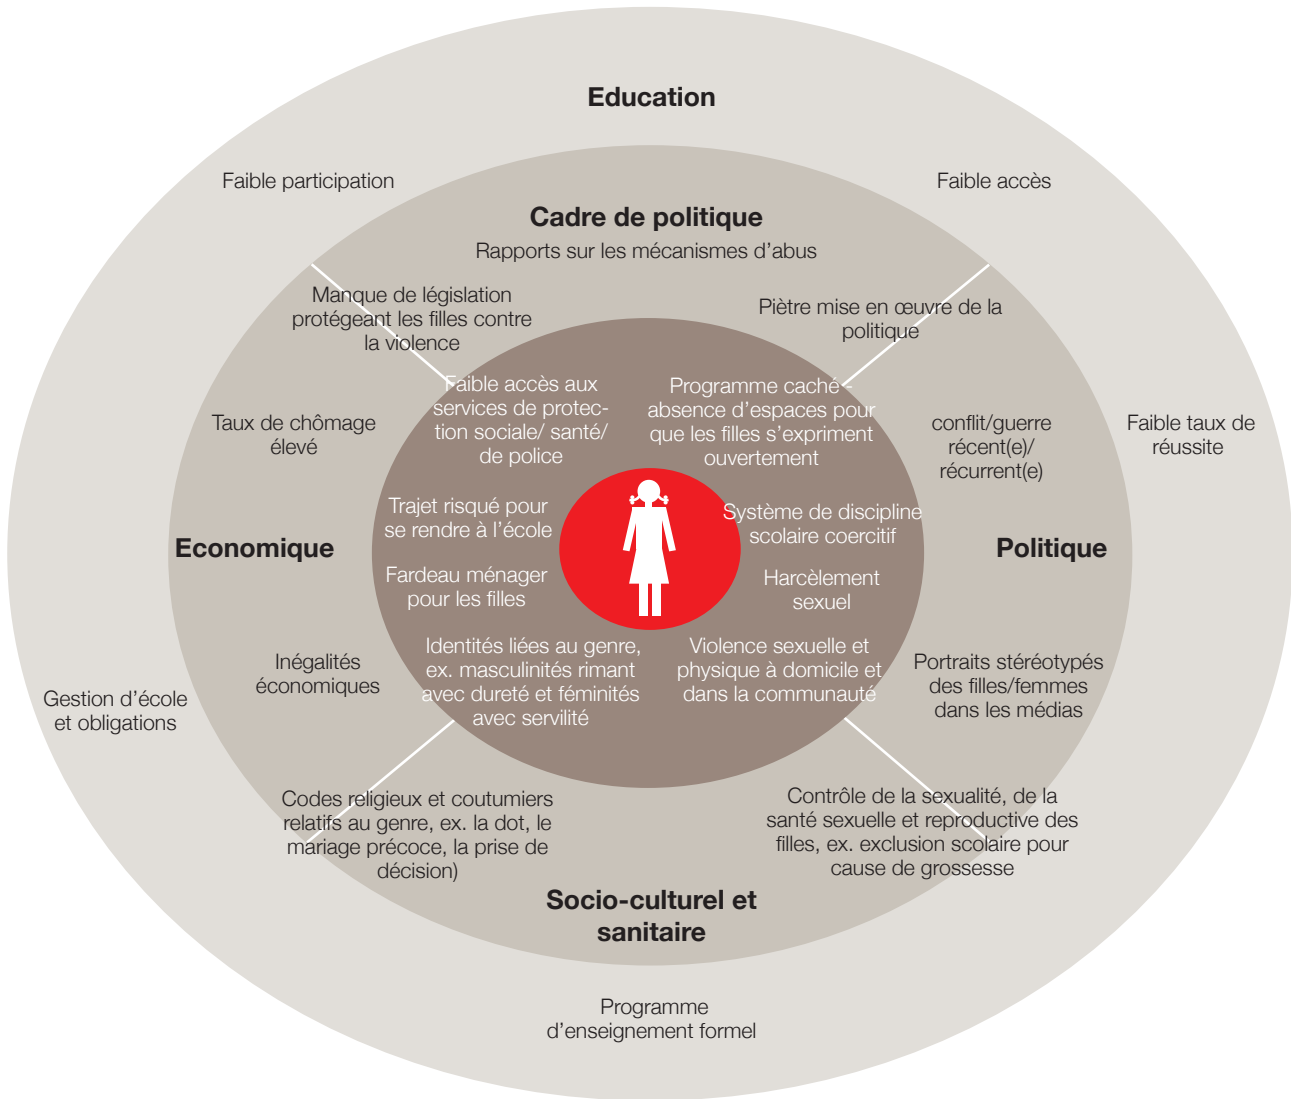 Education
Faible participation
Faible accès
Cadre de politique
Rapports sur les mécanismes d'abus
Manque de législation
protégeant les filles contre
la violence
Piètre mise en œuvre de la
politique
Faible accès aux
services de protec-
tion sociale/ santé/
de police
Programme caché -
absence d'espaces pour
que les filles s'expriment
ouvertement
Taux de chômage
élevé
conflit/guerre
récent(e)/
récurrent(e)
Faible taux de
réussite
Trajet risqué pour
se rendre à l'école
Système de discipline
scolaire coercitif
Economique
Politique
Fardeau ménager
pour les filles
Harcèlement
sexuel
Identités liées au genre,
ex. masculinités rimant
avec dureté et féminités
avec servilité
Violence sexuelle et
physique à domicile et
dans la communauté
Inégalités
économiques
Portraits stéréotypés
des filles/femmes
dans les médias
Gestion d'école
et obligations
Codes religieux et coutumiers
relatifs au genre, ex. la dot, le
mariage précoce, la prise de
décision)
Contrôle de la sexualité, de la
santé sexuelle et reproductive des
filles, ex. exclusion scolaire pour
cause de grossesse
Socio-culturel et
sanitaire
Programme
d'enseignement formel